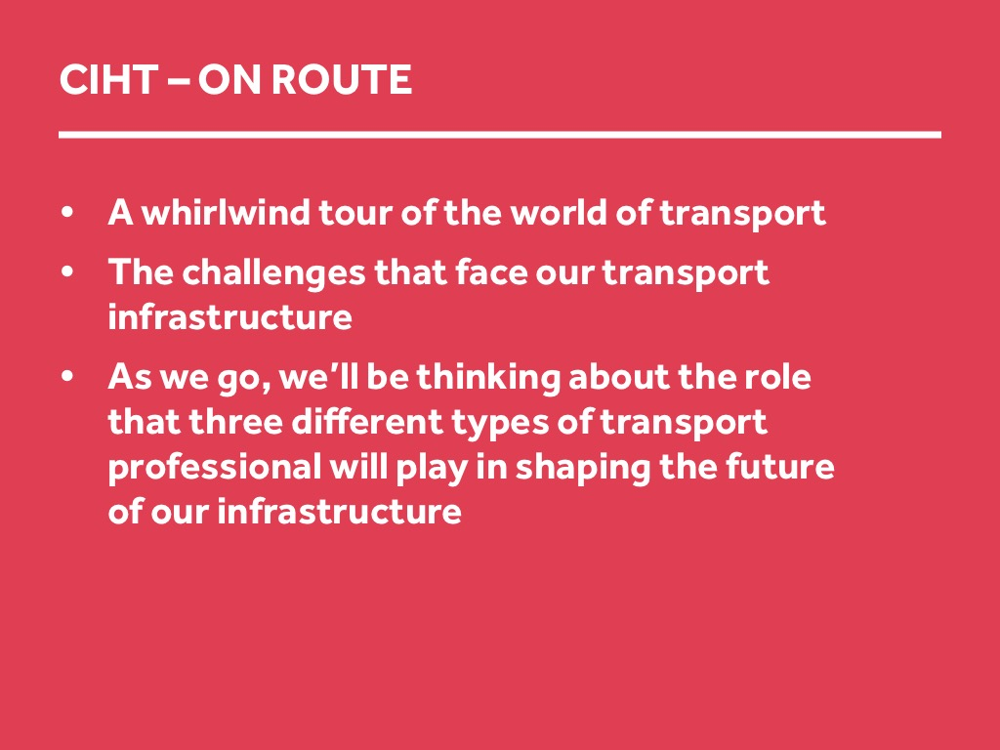 CIHT – ON ROUTE
• A whirlwind tour of the world of transport
• The challenges that face our transport
infrastructure
• As we go, we’ll be thinking about the role
that three different types of transport
professional will play in shaping the future
of our infrastructure